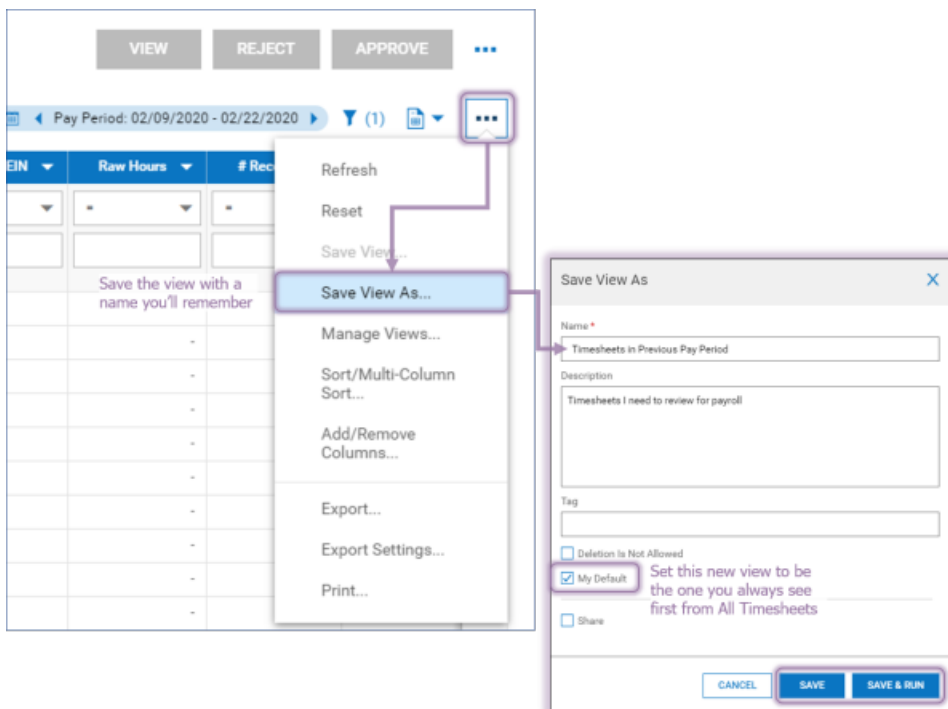 VIEW REJECT APPROVE
Pay Period: 02/09/2020 - 02/22/2020 (1)
EIN Raw Hours # Rec
= =
Refresh
Reset
Save View...
Save the view with a
name you'll remember
Save View As...
Manage Views...
Sort/Multi-Column
Sort...
Add/Remove
Columns...
Export...
Export Settings...
Print...
Save View As X
Name *
Timesheets in Previous Pay Period
Description
Timesheets I need to review for payroll
Tag
Deletion Is Not Allowed
My Default
Set this new view to be
the one you always see
first from All Timesheets
Share
CANCEL SAVE SAVE & RUN